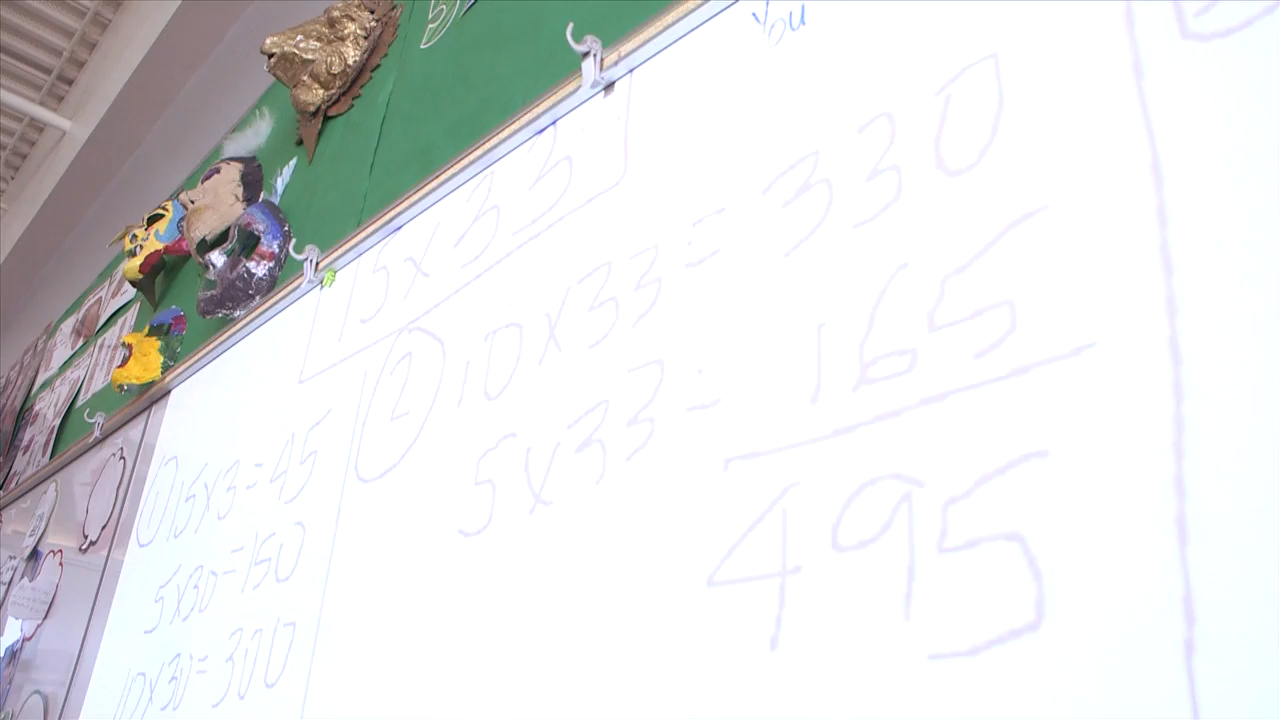 You
15x33
① 15x3=45
5x30=150
10x30=300
② 10x33=330
5x33=165
495